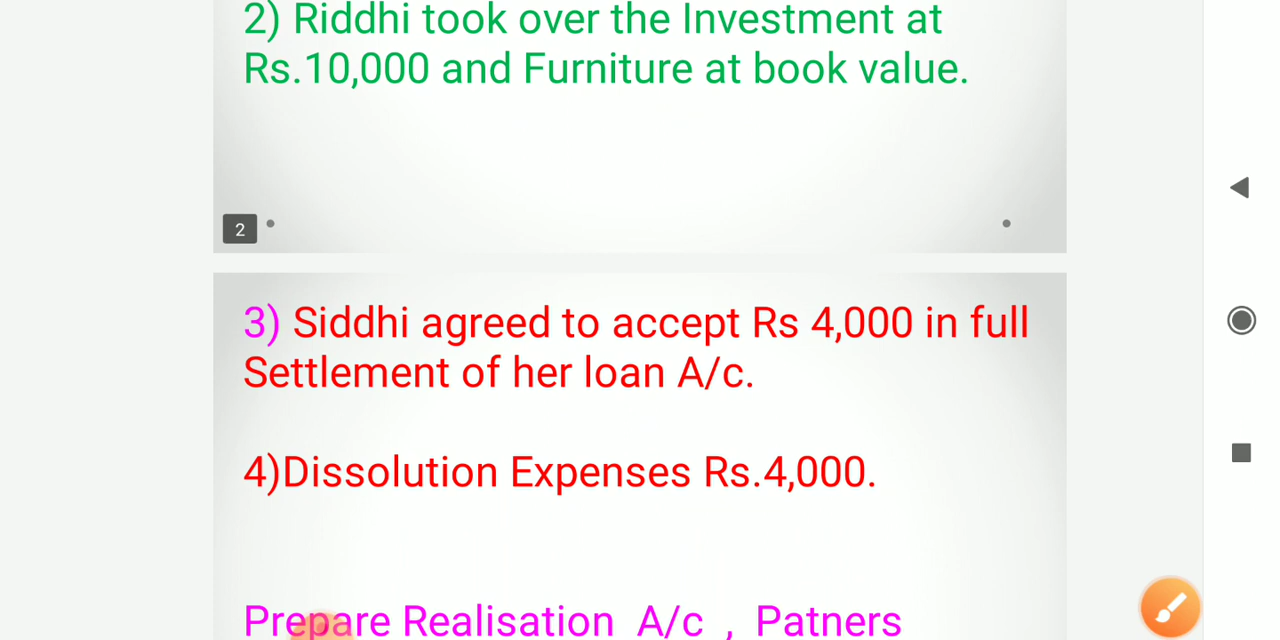 2) Riddhi took over the Investment at
Rs.10,000 and Furniture at book value.
2
3) Siddhi agreed to accept Rs 4,000 in full
Settlement of her loan A/c.
4)Dissolution Expenses Rs.4,000.
Prepare Realisation A/c , Patners